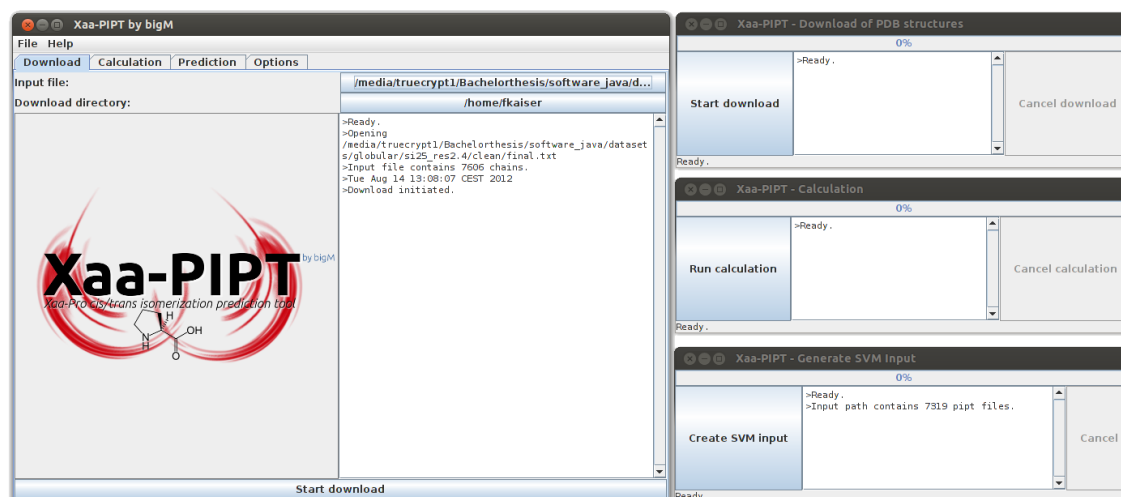 Xaa-PIPT by bigM
File Help
Download Calculation Prediction Options
Input file:
/media/truecrypt1/Bachelorthesis/software_java/d...
Download directory:
/home/fkaiser
>Ready.
>Opening
/media/truecrypt1/Bachelorthesis/software_java/dataset
s/globular/si25_res2.4/clean/final.txt
>Input file contains 7606 chains.
>Tue Aug 14 13:08:07 CEST 2012
>Download initiated.
Xaa-PIPT
by bigM
Xaa-Pro cis/trans isomerization prediction tool
H
OH
N
H
O
Start download
Xaa-PIPT - Download of PDB structures
0%
Start download
>Ready.
Cancel download
Ready.
Xaa-PIPT - Calculation
0%
Run calculation
>Ready.
Cancel calculation
Ready.
Xaa-PIPT - Generate SVM Input
0%
Create SVM input
>Ready.
>Input path contains 7319 pipt files.
Cancel
Ready.